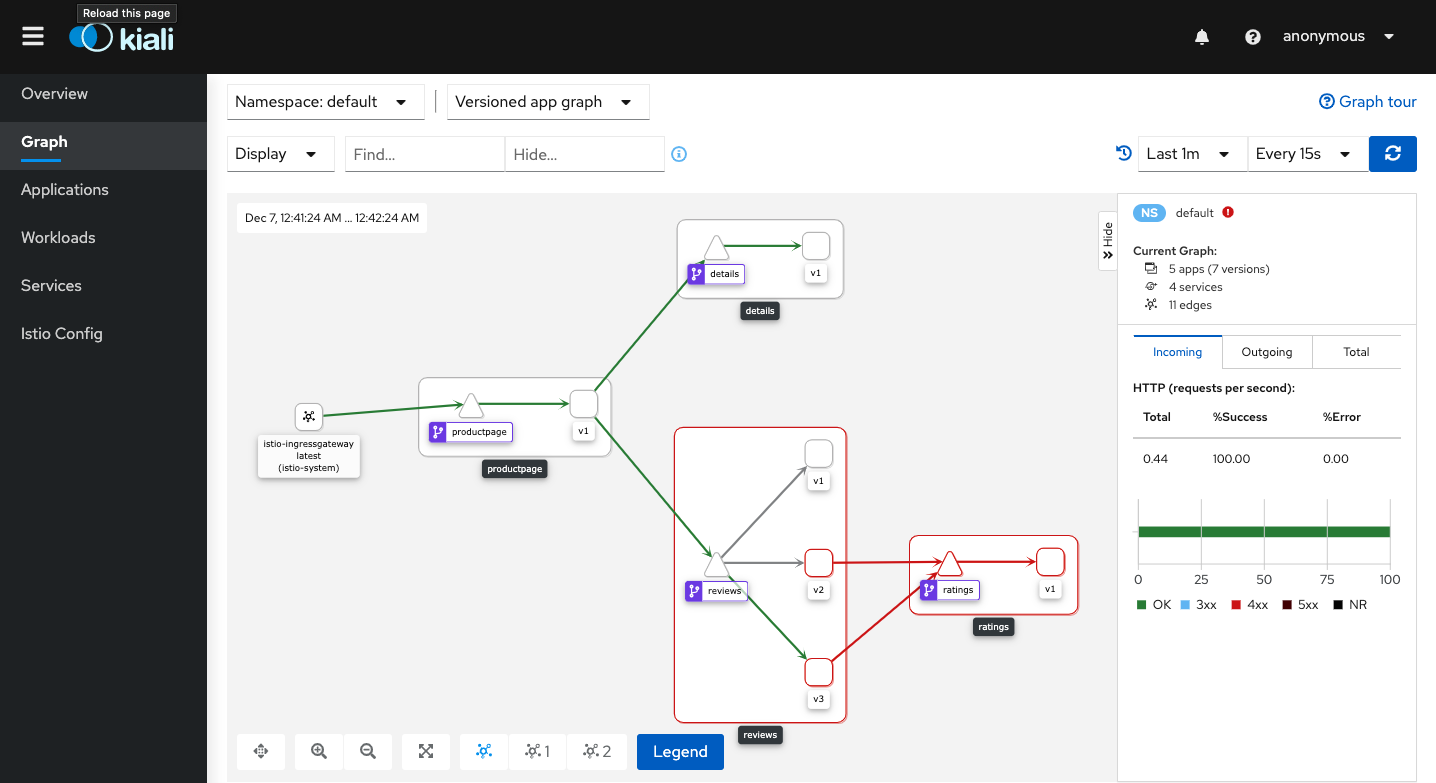 Reload this page
kiali
anonymous
Overview
Graph
Applications
Workloads
Services
Istio Config
Namespace: default
Versioned app graph
Graph tour
Display
Find...
Hide...
Last 1m
Every 15s
Dec 7, 12:41:24 AM ... 12:42:24 AM
details
v1
details
productpage
v1
productpage
istio-ingressgateway
latest
(istio-system)
v1
reviews
v2
v3
reviews
ratings
v1
ratings
1
2
Legend
Hide
NS default
Current Graph:
5 apps (7 versions)
4 services
11 edges
Incoming
Outgoing
Total
HTTP (requests per second):
Total %Success %Error
0.44 100.00 0.00
0 25 50 75 100
OK 3xx 4xx 5xx NR